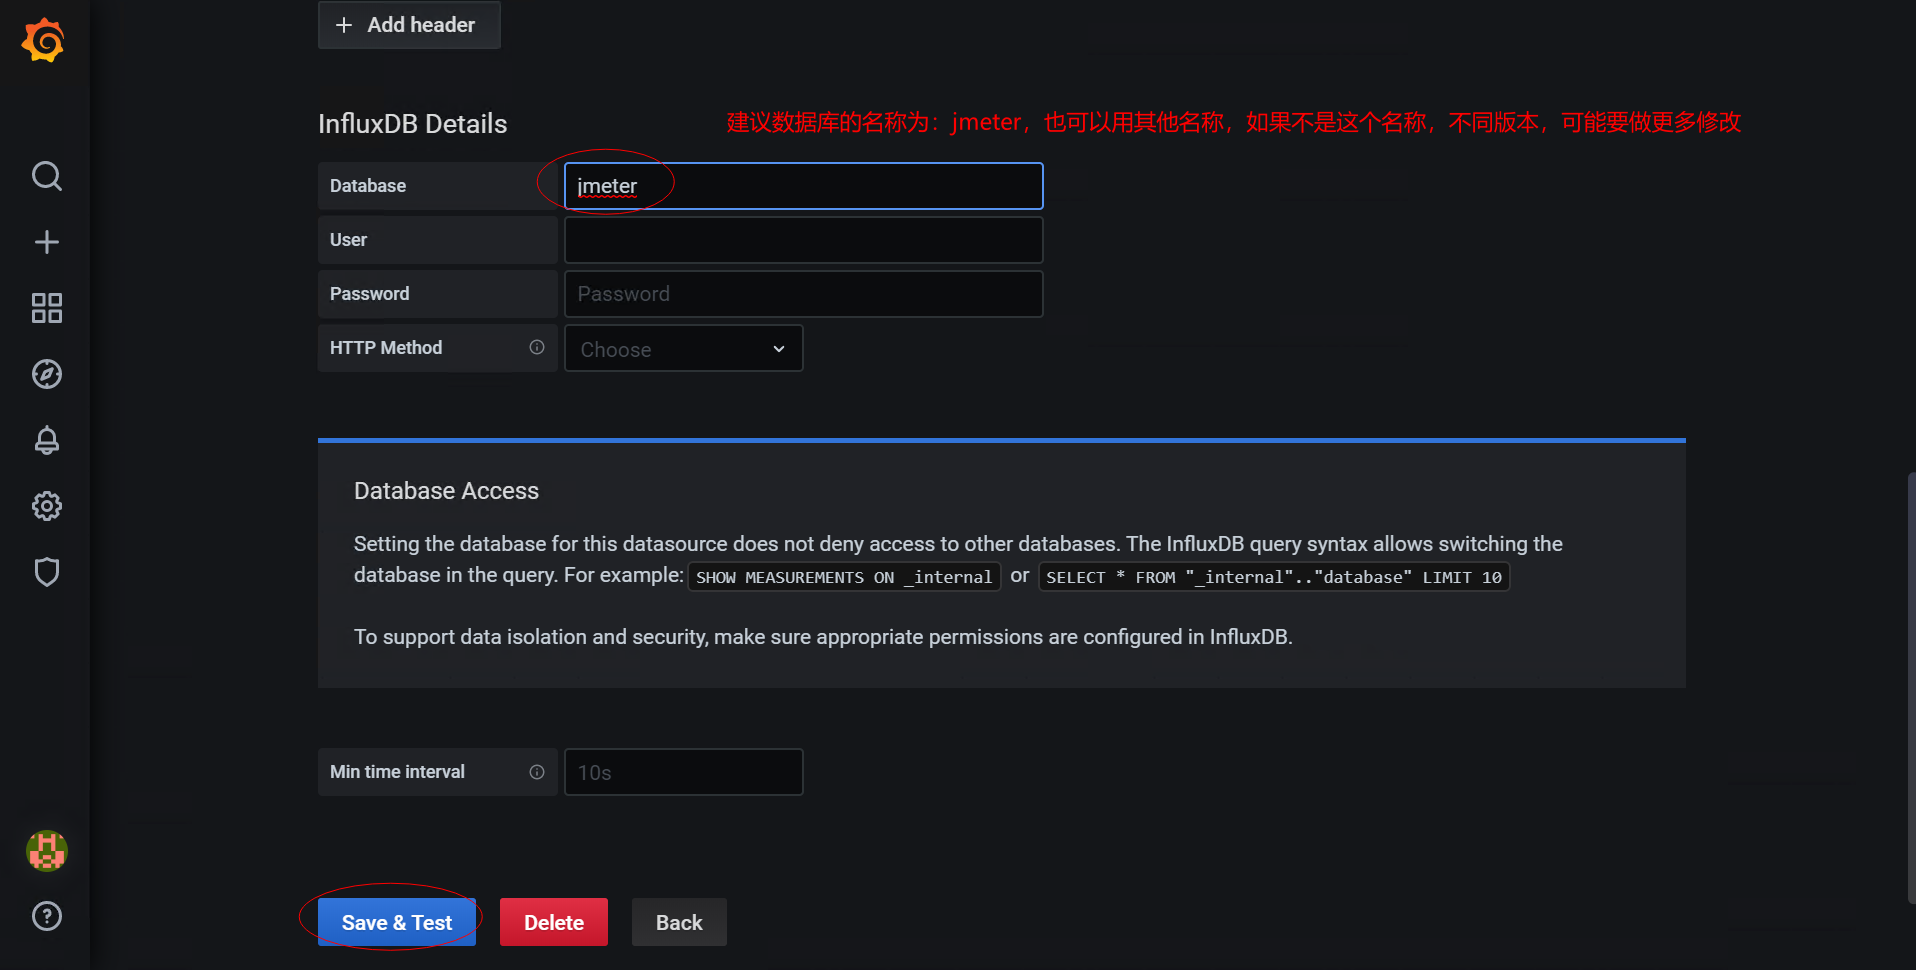 Add header
InfluxDB Details
建议数据库的名称为：jmeter，也可以用其他名称，如果不是这个名称，不同版本，可能要做更多修改
Database jmeter
User
Password Password
HTTP Method Choose
Database Access
Setting the database for this datasource does not deny access to other databases. The InfluxDB query syntax allows switching the
database in the query. For example: SHOW MEASUREMENTS ON _internal or SELECT * FROM "_internal".."database" LIMIT 10
To support data isolation and security, make sure appropriate permissions are configured in InfluxDB.
Min time interval 10s
Save & Test Delete Back